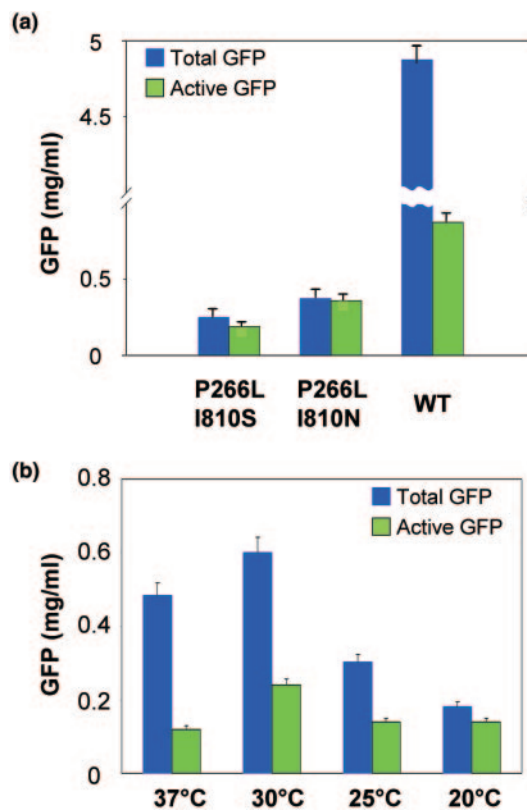 (a)
5
4.5
0.5
0
GFP (mg/ml)
Total GFP
Active GFP
P266L P266L WT
I810S I810N
(b)
0.8
0.6
0.4
0.2
0
GFP (mg/ml)
Total GFP
Active GFP
37°C 30°C 25°C 20°C